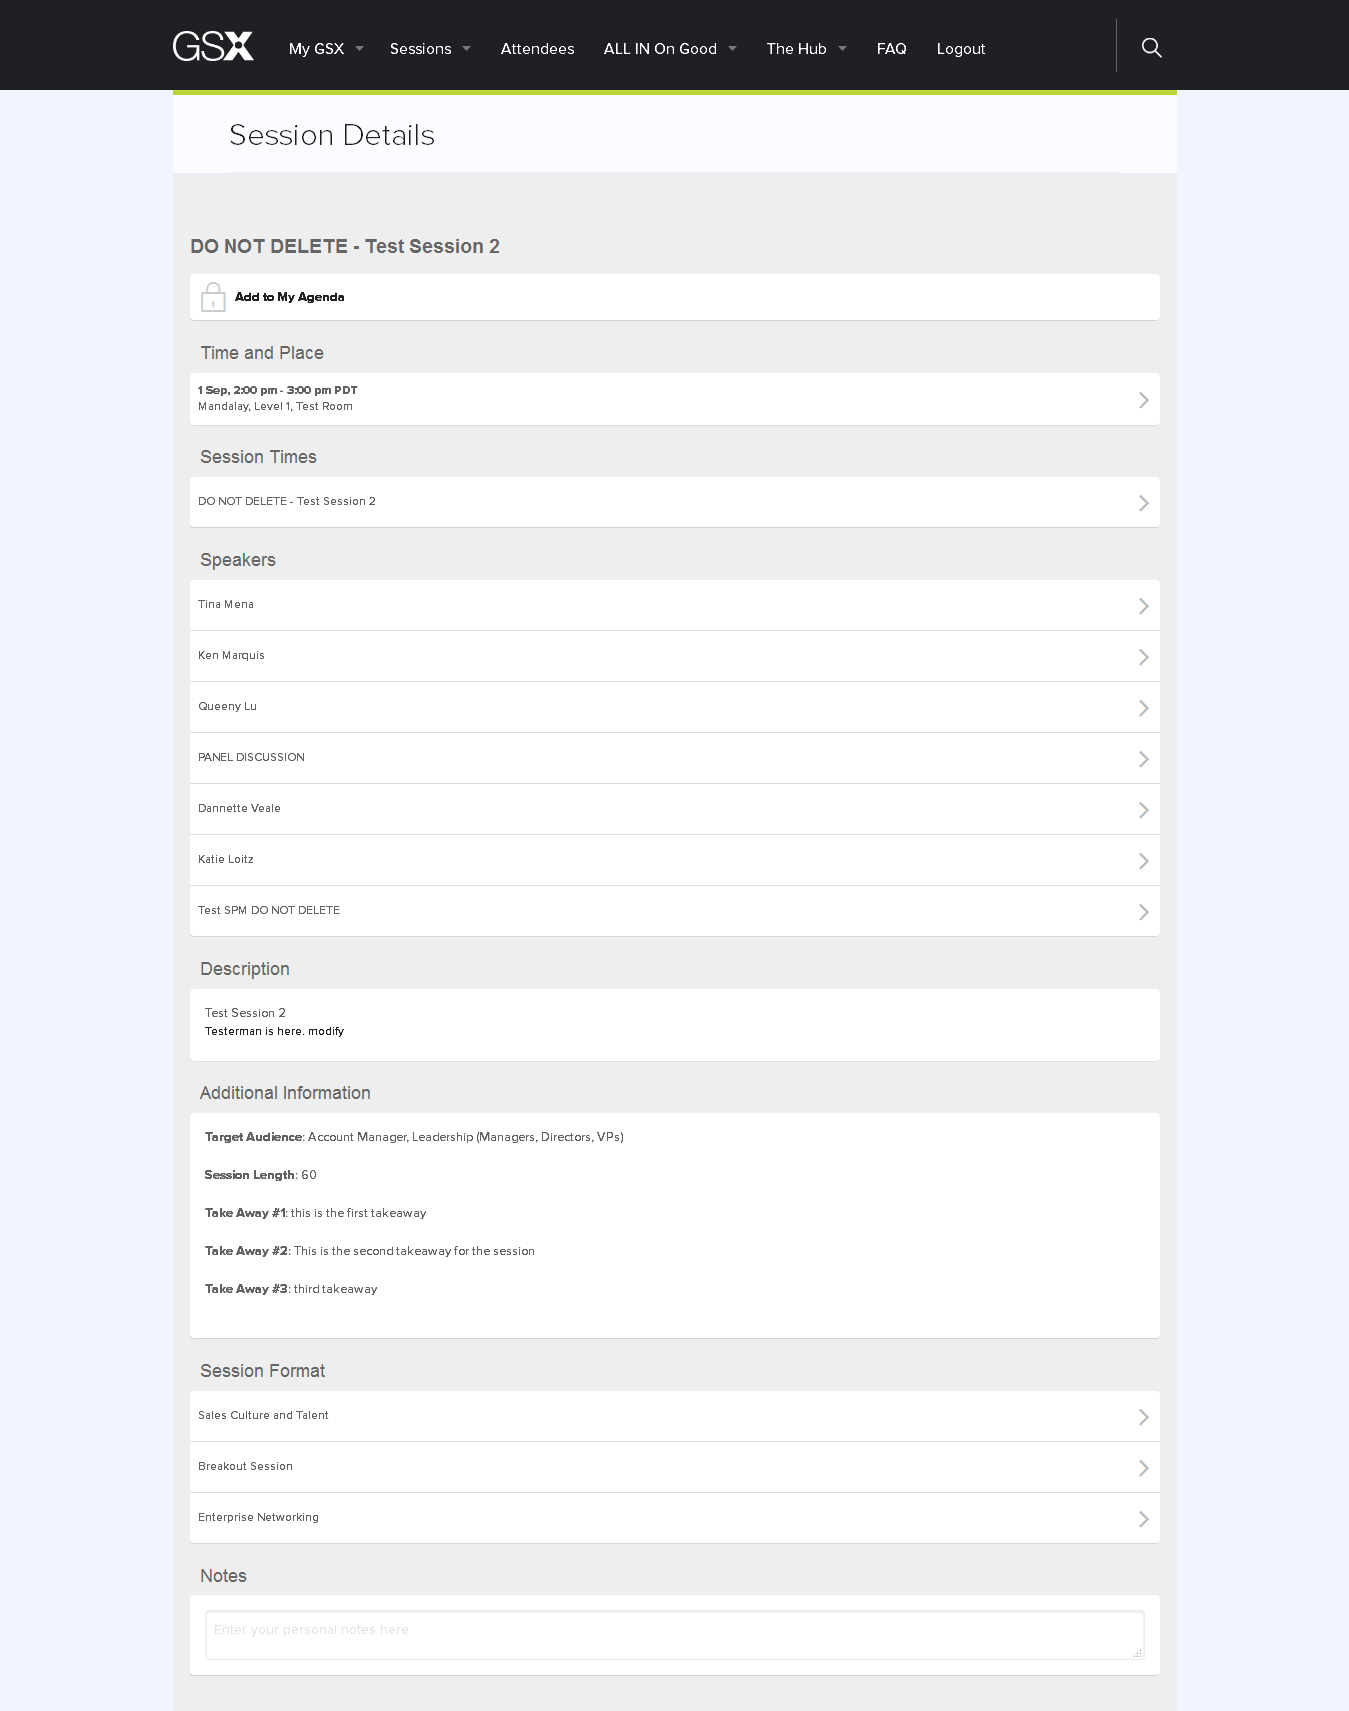 GSX
My GSX Sessions Attendees ALL IN On Good The Hub FAQ Logout
Session Details
DO NOT DELETE - Test Session 2
Add to My Agenda
Time and Place
1 Sep, 2:00 pm - 3:00 pm PDT
Mandalay, Level 1, Test Room
Session Times
DO NOT DELETE - Test Session 2
Speakers
Tina Mena
Ken Marquis
Queeny Lu
PANEL DISCUSSION
Dannette Veale
Katie Loitz
Test SPM DO NOT DELETE
Description
Test Session 2
Testerman is here. modify
Additional Information
Target Audience: Account Manager, Leadership (Managers, Directors, VPs)
Session Length: 60
Take Away #1: this is the first takeaway
Take Away #2: This is the second takeaway for the session
Take Away #3: third takeaway
Session Format
Sales Culture and Talent
Breakout Session
Enterprise Networking
Notes
Enter your personal notes here